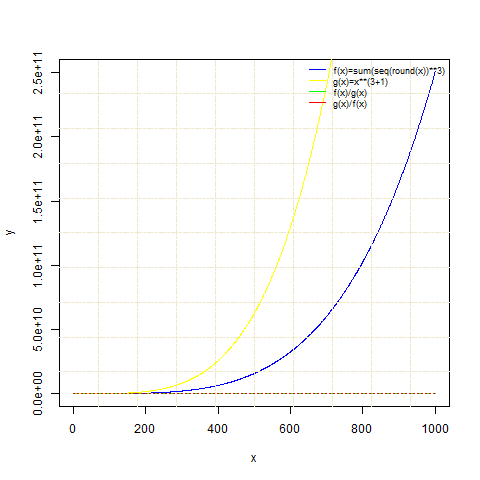 f(x)=sum(seq(round(x))**3)
g(x)=x**(3+1)
f(x)/g(x)
g(x)/f(x)
2.5e+11
2.0e+11
1.5e+11
1.0e+11
5.0e+10
0.0e+00
y
0 200 400 600 800 1000
x